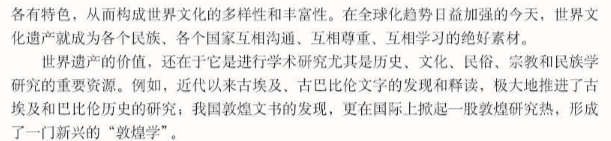 各有特色，从而构成世界文化的多样性和丰富性。在全球化趋势日益加强的今天，世界文
化遗产就成为各个民族、各个国家互相沟通、互相尊重、互相学习的绝好素材。
世界遗产的价值，还在于它是进行学术研究尤其是历史、文化、民俗、宗教和民族学
研究的重要资源。例如，近代以来古埃及、古巴比伦文字的发现和释读，极大地推进了古
埃及和巴比伦历史的研究；我国敦煌文书的发现，更在国际上掀起一股敦煌研究热，形成
了一门新兴的“敦煌学”。